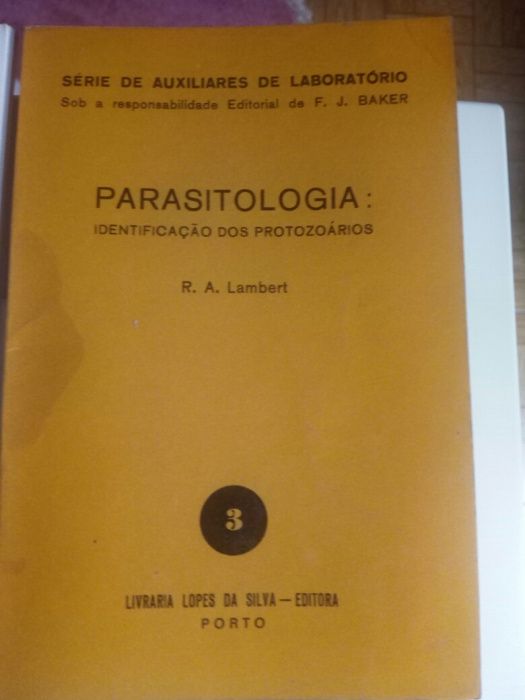 SÉRIE DE AUXILIARES DE LABORATÓRIO
Sob a responsabilidade Editorial de F. J. BAKER
PARASITOLOGIA:
IDENTIFICAÇÃO DOS PROTOZOÁRIOS
R. A. Lambert
3
LIVRARIA LOPES DA SILVA — EDITORA
PORTO